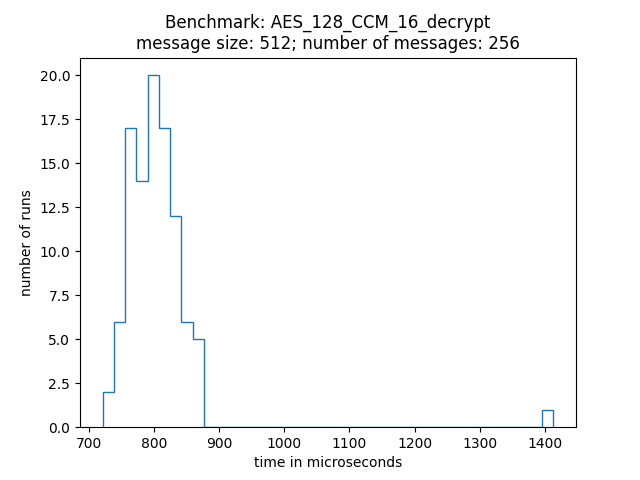 Benchmark: AES_128_CCM_16_decrypt
message size: 512; number of messages: 256
20.0
17.5
15.0
12.5
10.0
7.5
5.0
2.5
0.0
number of runs
700 800 900 1000 1100 1200 1300 1400
time in microseconds